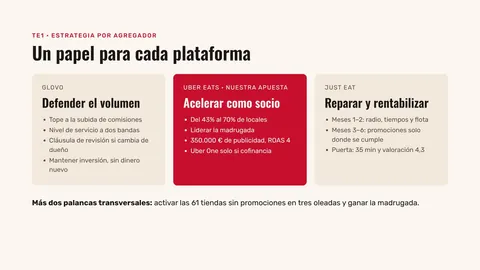 TE1 • ESTRATEGIA POR AGREGADOR
Un papel para cada plataforma
GLOVO
Defender el volumen
• Tope a la subida de comisiones
• Nivel de servicio a dos bandas
• Cláusula de revisión si cambia de
dueño
• Mantener inversión, sin dinero
nuevo
UBER EATS • NUESTRA APUESTA
Acelerar como socio
• Del 43% al 70% de locales
• Liderar la madrugada
• 350.000 € de publicidad, ROAS 4
• Uber One solo si cofinancia
JUST EAT
Reparar y rentabilizar
• Meses 1–2: radio, tiempos y flota
• Meses 3–6: promociones solo
donde se cumple
• Puerta: 35 min y valoración 4,3
Más dos palancas transversales: activar las 61 tiendas sin promociones en tres oleadas y ganar la madrugada.